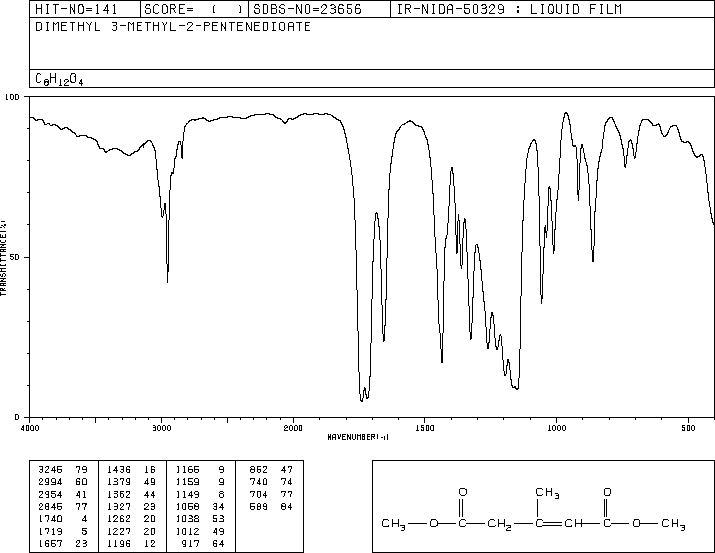 HIT-NO=141 SCORE= ( ) SDBS-NO=23656 IR-NIDA-50329 : LIQUID FILM
DIMETHYL 3-METHYL-2-PENTENEDIOATE
C8H12O4
100
50
0
TRANSMITTANCE(%)
4000 3000 2000 1500 1000 500
WAVENUMBER(-1)
3245 79 1436 16 1165 9 862 47
2994 60 1379 49 1159 9 740 74
2954 41 1362 44 1149 8 704 77
2845 77 1327 23 1058 34 589 84
1740 4 1262 20 1038 53
1719 5 1227 20 1012 49
1657 23 1196 12 917 64
O CH3 O
CH3—O—C—CH2—C=CH—C—O—CH3